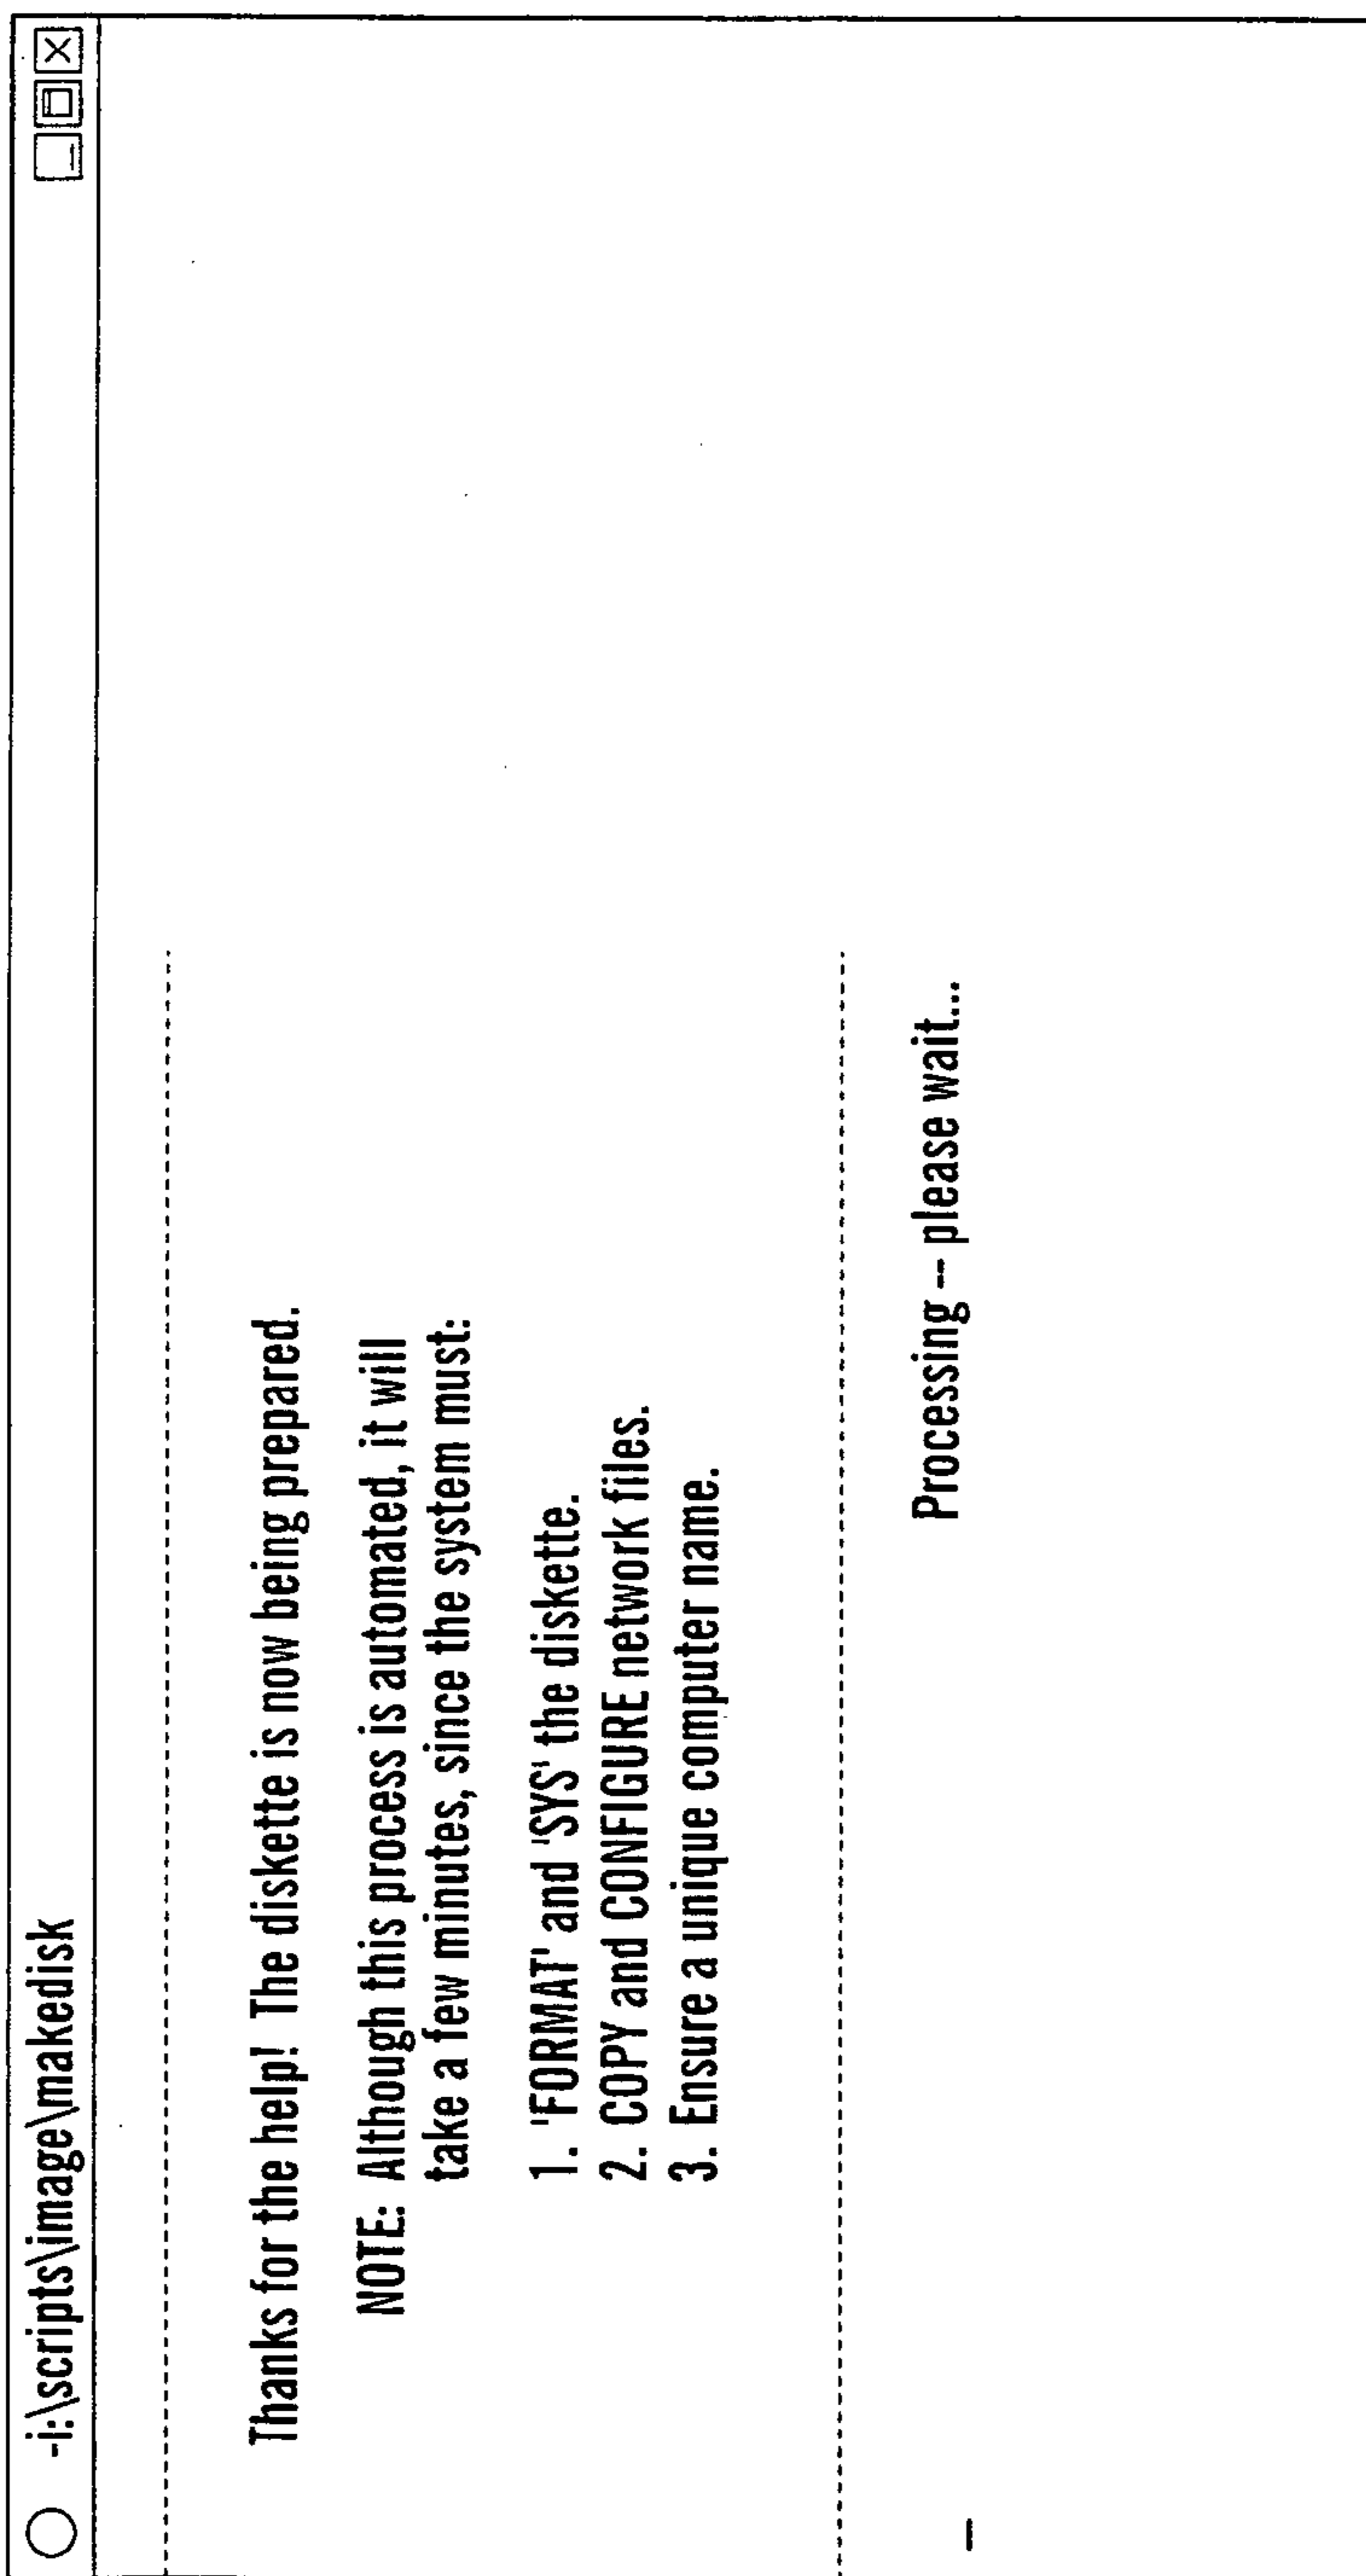 -i:\scripts\image\makedisk
Thanks for the help! The diskette is now being prepared.
NOTE: Although this process is automated, it will
take a few minutes, since the system must:
1. 'FORMAT' and 'SYS' the diskette.
2. COPY and CONFIGURE network files.
3. Ensure a unique computer name.
Processing -- please wait...